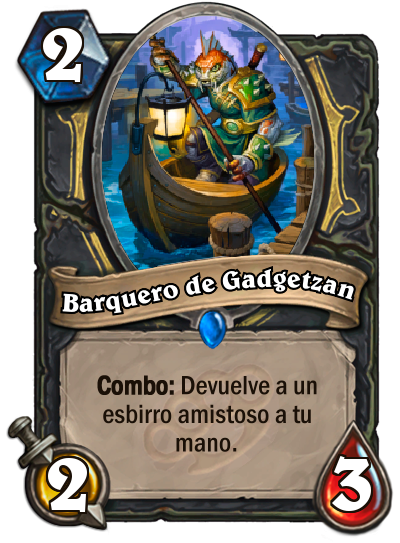 2
Barquero de Gadgetzan
Combo: Devuelve a un
esbirro amistoso a tu
mano.
2
3